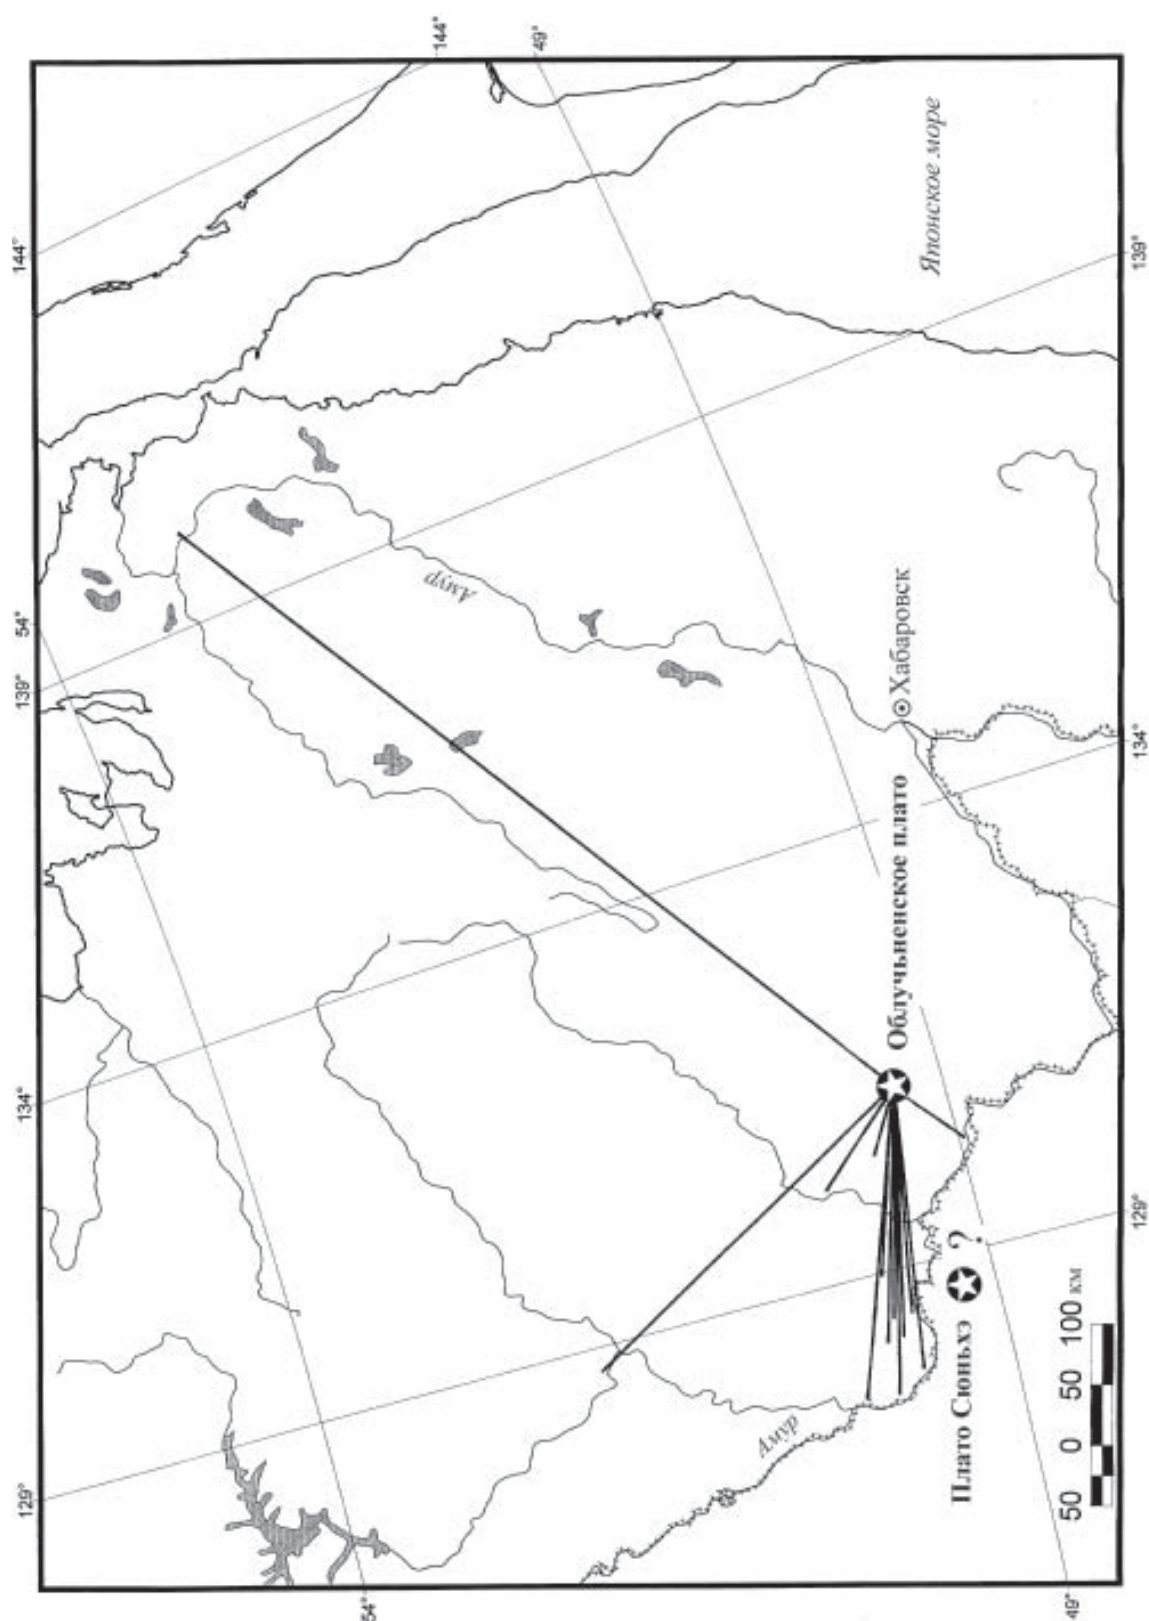 144°
49°
144°
139°
54°
139°
134°
134°
129°
129°
54°
49°
Японское море
Амур
Хабаровск
Облучьненское плато
Плато Сюньхэ ?
Амур
50 0 50 100 км